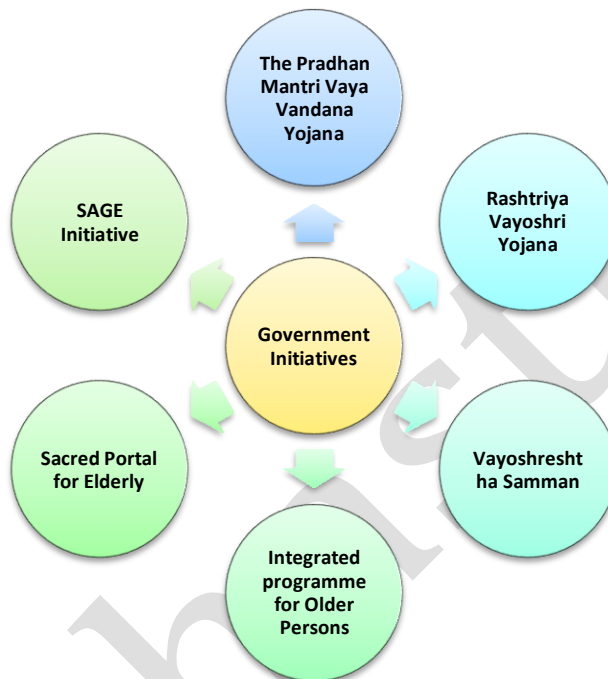 The Pradhan
Mantri Vaya
Vandana
Yojana
SAGE
Initiative
Rashtriya
Vayoshri
Yojana
Government
Initiatives
Sacred Portal
for Elderly
Vayoshresht
ha Samman
Integrated
programme
for Older
Persons